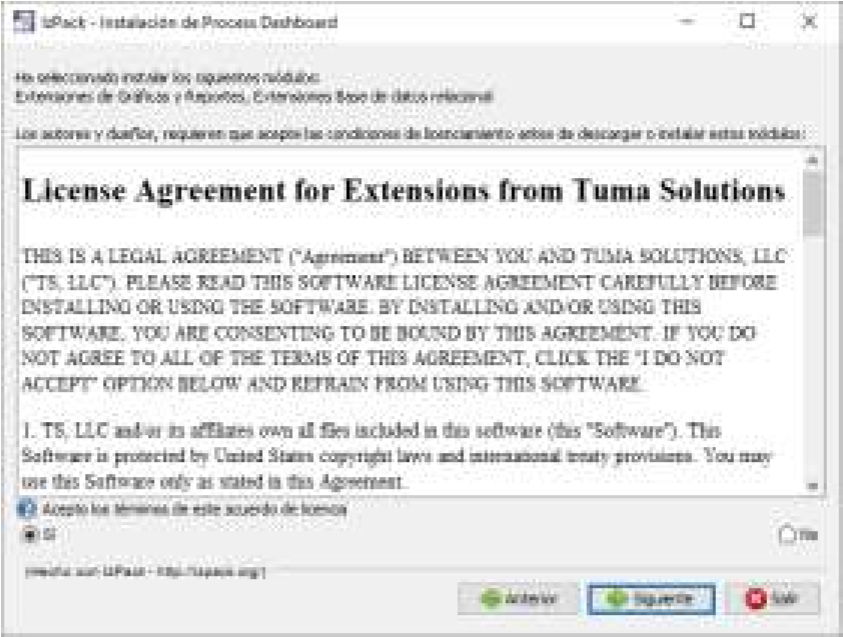 IzPack - Instalación de Process Dashboard
Ha seleccionado instalar los siguientes módulos:
Extensiones de Gráficas y Reportes, Extensiones Base de datos relacional
Los autores y dueños, requieren que acepte las condiciones de licenciamiento antes de descargar o instalar estos módulos:
License Agreement for Extensions from Tuma Solutions
THIS IS A LEGAL AGREEMENT ("Agreement") BETWEEN YOU AND TUMA SOLUTIONS, LLC
("TS, LLC"). PLEASE READ THIS SOFTWARE LICENSE AGREEMENT CAREFULLY BEFORE
INSTALLING OR USING THE SOFTWARE. BY INSTALLING AND/OR USING THIS
SOFTWARE, YOU ARE CONSENTING TO BE BOUND BY THIS AGREEMENT. IF YOU DO
NOT AGREE TO ALL OF THE TERMS OF THIS AGREEMENT, CLICK THE "I DO NOT
ACCEPT" OPTION BELOW AND REFRAIN FROM USING THIS SOFTWARE.
1. TS, LLC and/or its affiliates own all files included in this software (this "Software"). This
Software is protected by United States copyright laws and international treaty provisions. You may
use this Software only as stated in this Agreement.
Acepto los términos de este acuerdo de licencia
Sí No
(Hecho con IzPack - http://izpack.org/)
Anterior Siguiente Salir